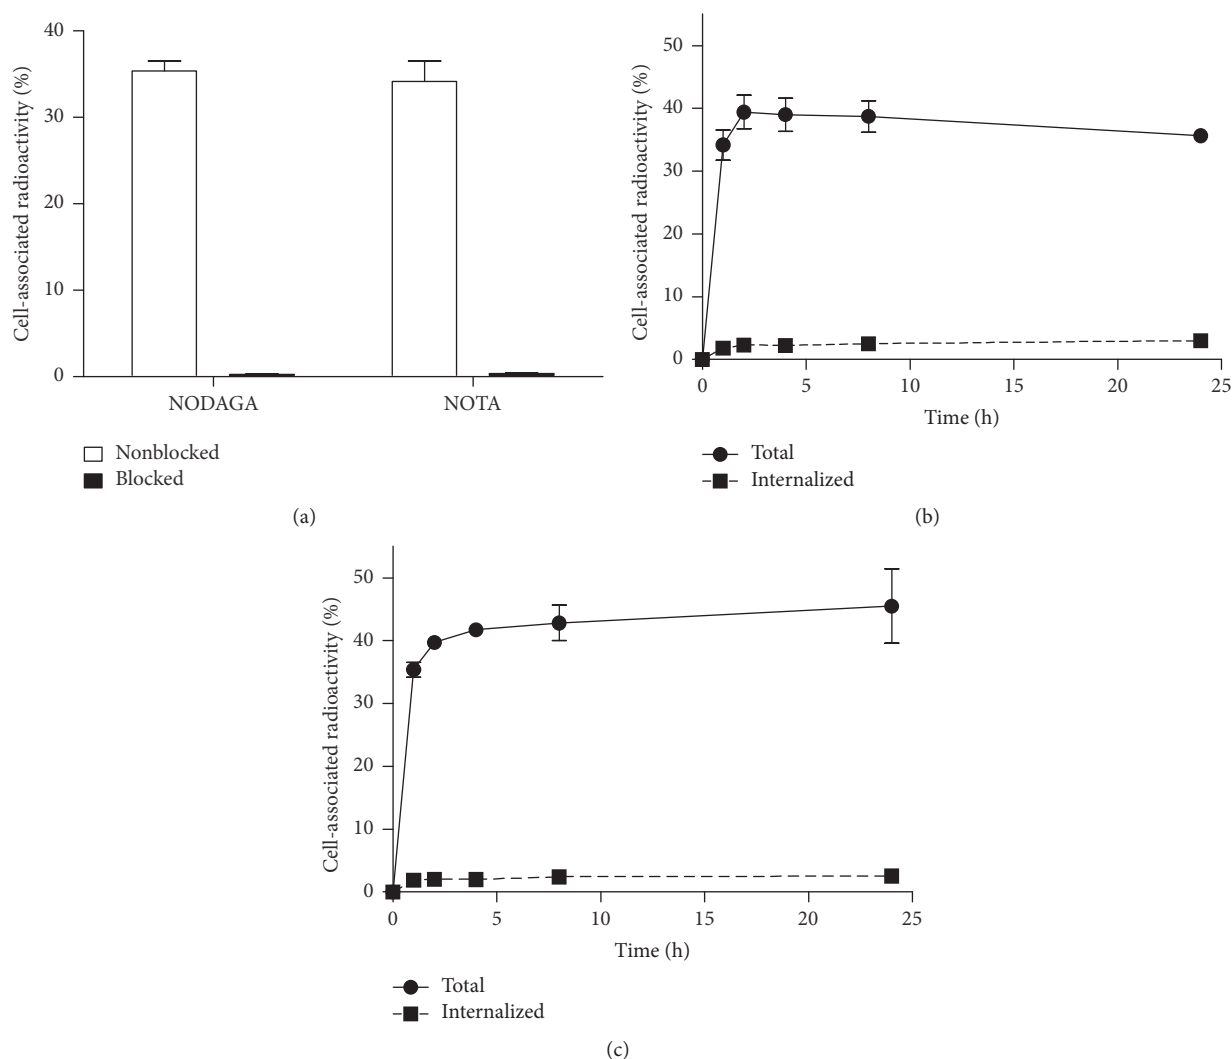 Cell-associated radioactivity (%)
40
30
20
10
0
NODAGA
NOTA
Nonblocked
Blocked
(a)
Cell-associated radioactivity (%)
50
40
30
20
10
0
0 5 10 15 20 25
Time (h)
Total
Internalized
(b)
Cell-associated radioactivity (%)
50
40
30
20
10
0
0 5 10 15 20 25
Time (h)
Total
Internalized
(c)